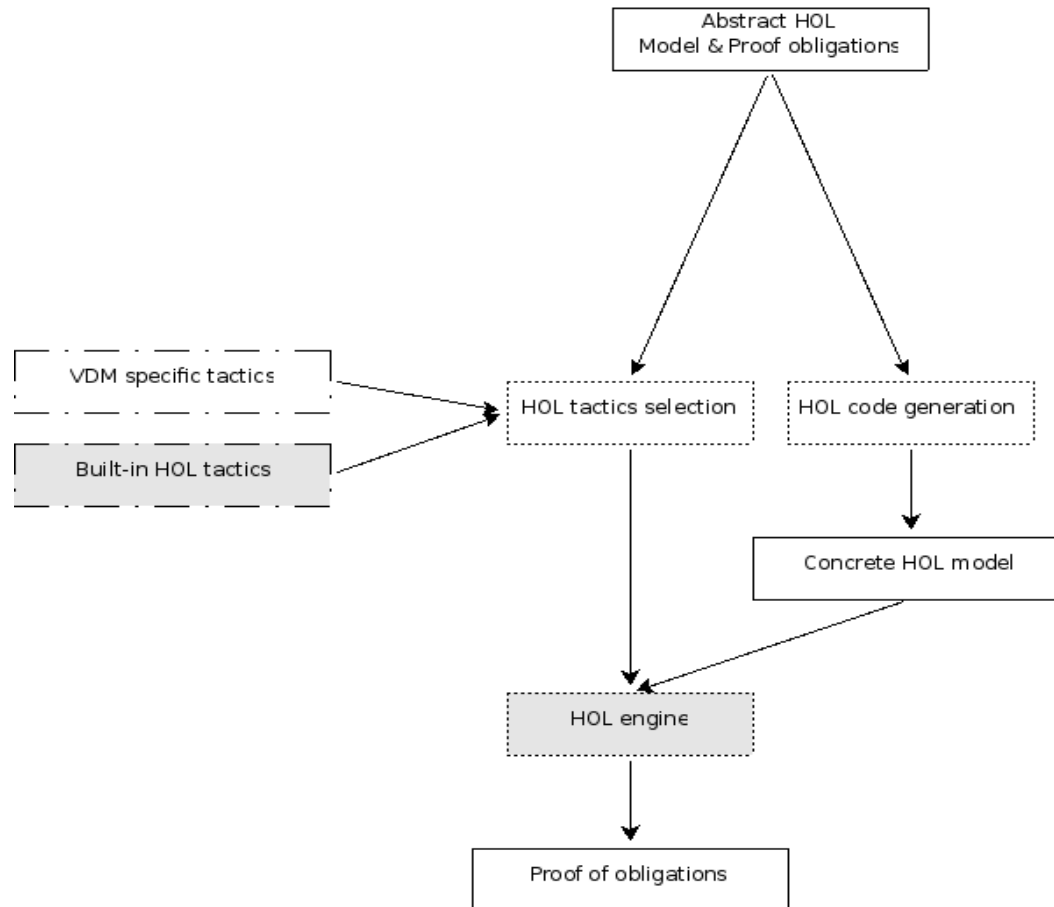 Abstract HOL
Model & Proof obligations
VDM specific tactics
HOL tactics selection
HOL code generation
Built-in HOL tactics
Concrete HOL model
HOL engine
Proof of obligations